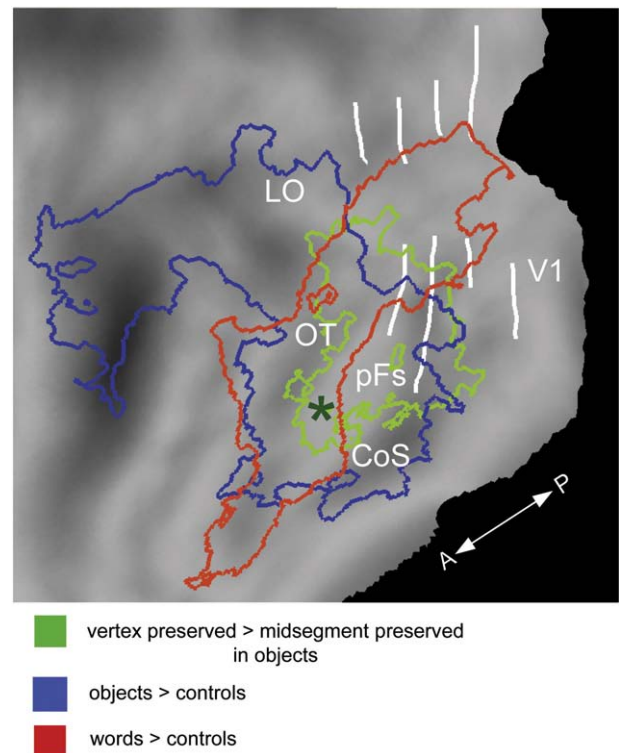 LO
V1
OT
pFs
*
CoS
P
A
vertex preserved > midsegment preserved
in objects
objects > controls
words > controls